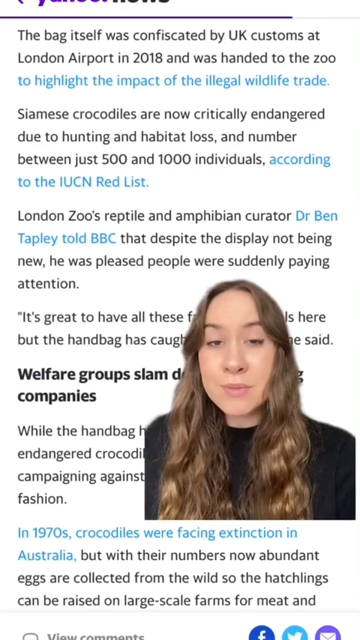 The bag itself was confiscated by UK customs at
London Airport in 2018 and was handed to the zoo
to highlight the impact of the illegal wildlife trade.
Siamese crocodiles are now critically endangered
due to hunting and habitat loss, and number
between just 500 and 1000 individuals, according
to the IUCN Red List.
London Zoo's reptile and amphibian curator Dr Ben
Tapley told BBC that despite the display not being
new, he was pleased people were suddenly paying
attention.
"It's great to have all these ls here
but the handbag has he said.
Welfare groups slam
companies
While the handbag
endangered
campaigning against
fashion.
In 1970s, crocodiles were facing extinction in
Australia, but with their numbers now abundant
eggs are collected from the wild so the hatchlings
can be raised on large-scale farms for meat and
View comments